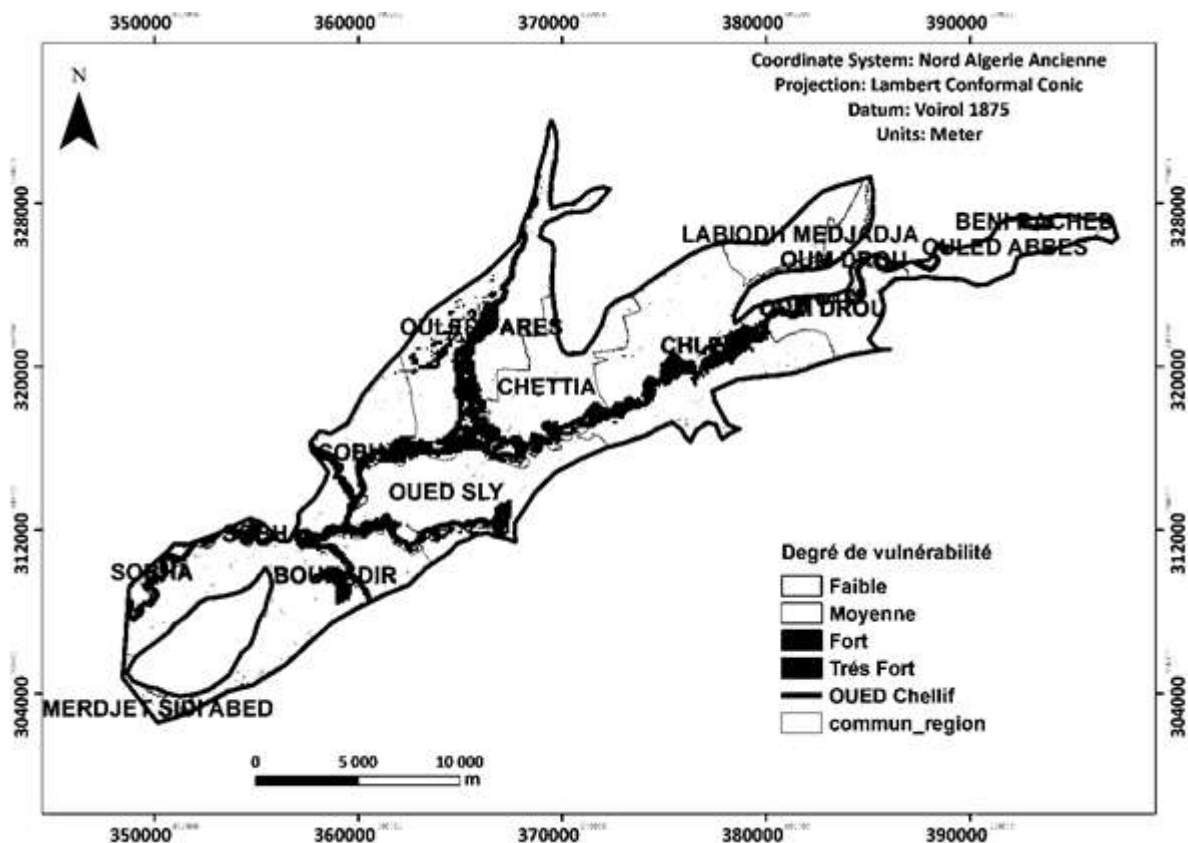 350000 360000 370000 380000 390000
Coordinate System: Nord Algerie Ancienne
Projection: Lambert Conformal Conic
Datum: Voirol 1875
Units: Meter
N
328000 328000
BENI RACHED
LABIODH MEDJADJA
OULED ABBES
OUM DROU
OUM DROU
320000 320000
CHETTIA
SOBHA
OUED SLY
312000 312000
SOBHA
Degré de vulnérabilité
Faible
Moyenne
Fort
Trés Fort
OUED Chellif
commun_region
304000 304000
MERDJET SIDI ABED
0 5 000 10 000
m
350000 360000 370000 380000 390000